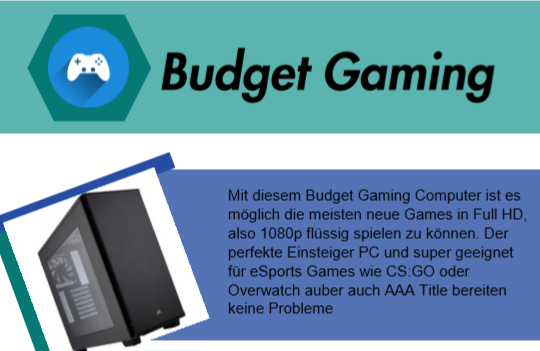 Budget Gaming
Mit diesem Budget Gaming Computer ist es
möglich die meisten neue Games in Full HD,
also 1080p flüssig spielen zu können. Der
perfekte Einsteiger PC und super geeignet
für eSports Games wie CS:GO oder
Overwatch auber auch AAA Title bereiten
keine Probleme